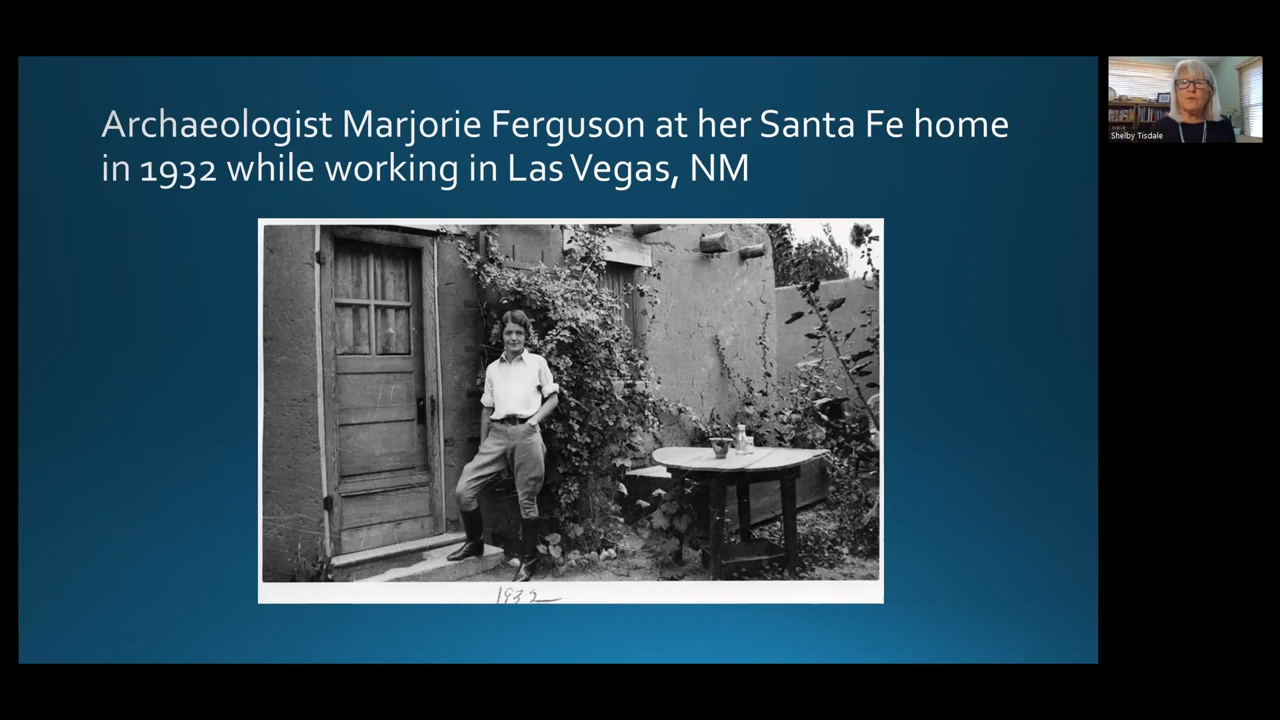 Archaeologist Marjorie Ferguson at her Santa Fe home
in 1932 while working in Las Vegas, NM
1932
Shelby Tisdale